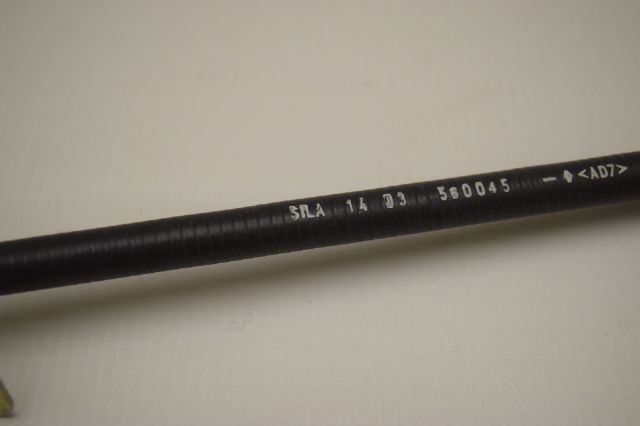 SILA 14 03 560045 – ♦ <AD7>